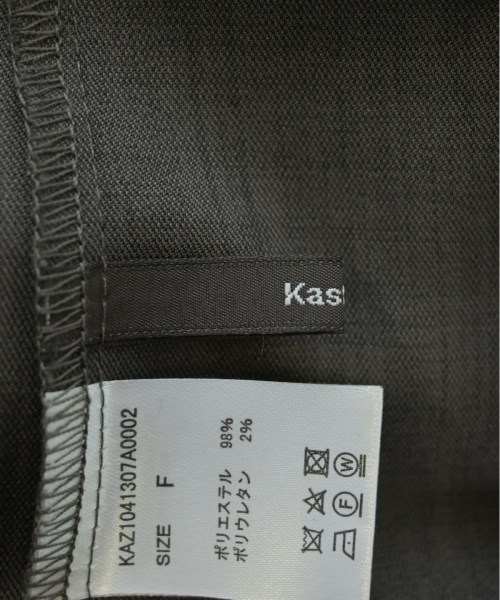 Kas
KAZ1041307A0002
SIZE F
ポリエステル 98%
ポリウレタン 2%
F W